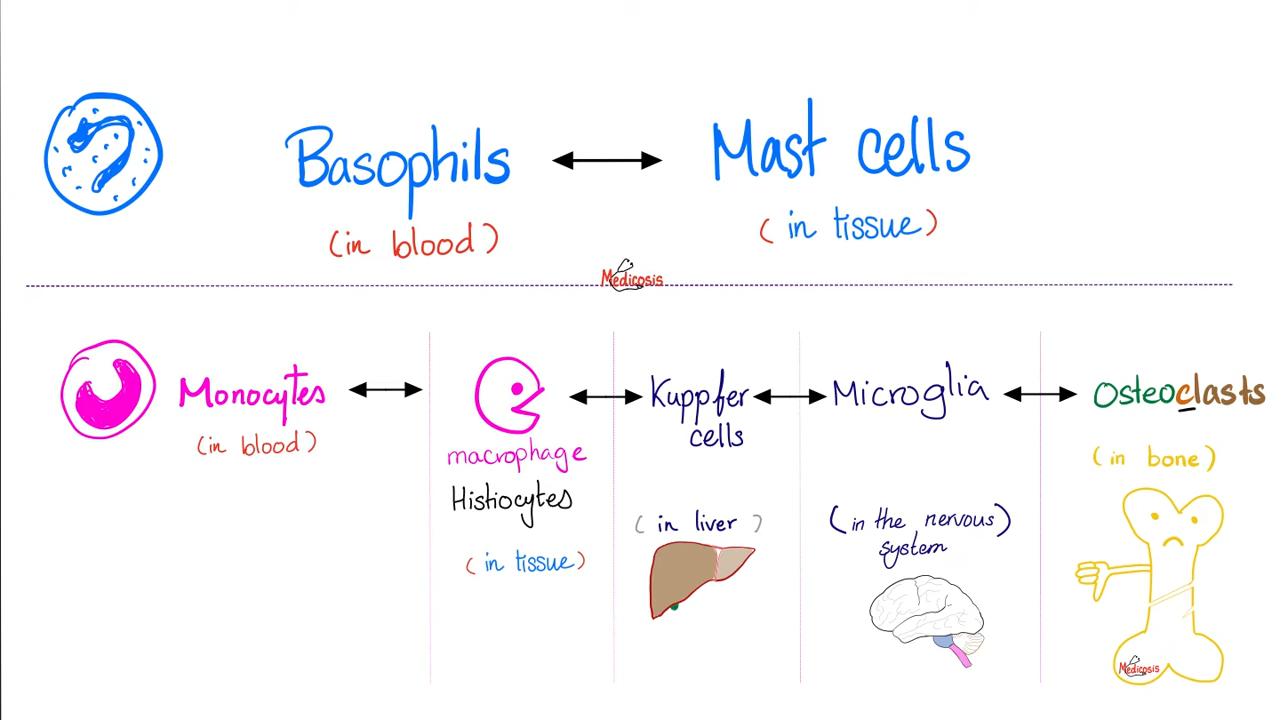 Basophils
(in blood)
Mast cells
(in tissue)
Medicosis
Monocytes
(in blood)
macrophage
Histiocytes
(in tissue)
Kuppfer
cells
(in liver)
Microglia
(in the nervous)
system
Osteoclasts
(in bone)
Medicosis